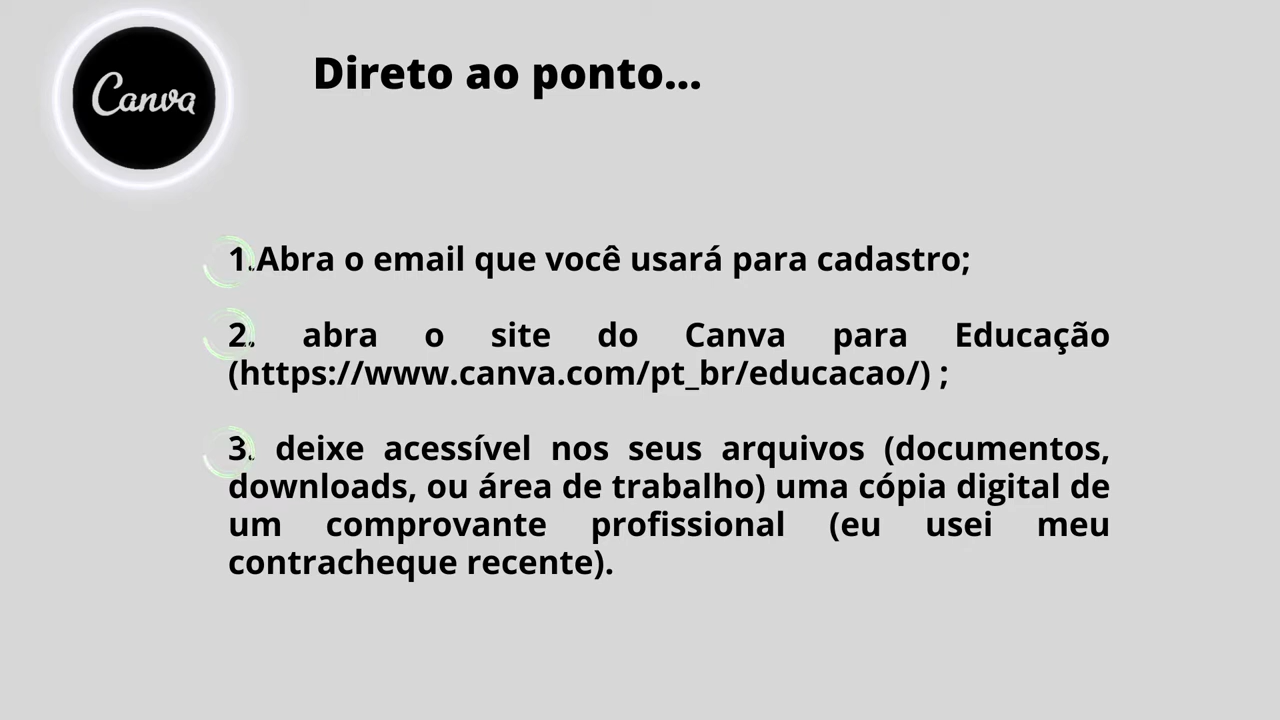 Canva
Direto ao ponto...
1.Abra o email que você usará para cadastro;
2. abra o site do Canva para Educação
(https://www.canva.com/pt_br/educacao/) ;
3. deixe acessível nos seus arquivos (documentos,
downloads, ou área de trabalho) uma cópia digital de
um comprovante profissional (eu usei meu
contracheque recente).